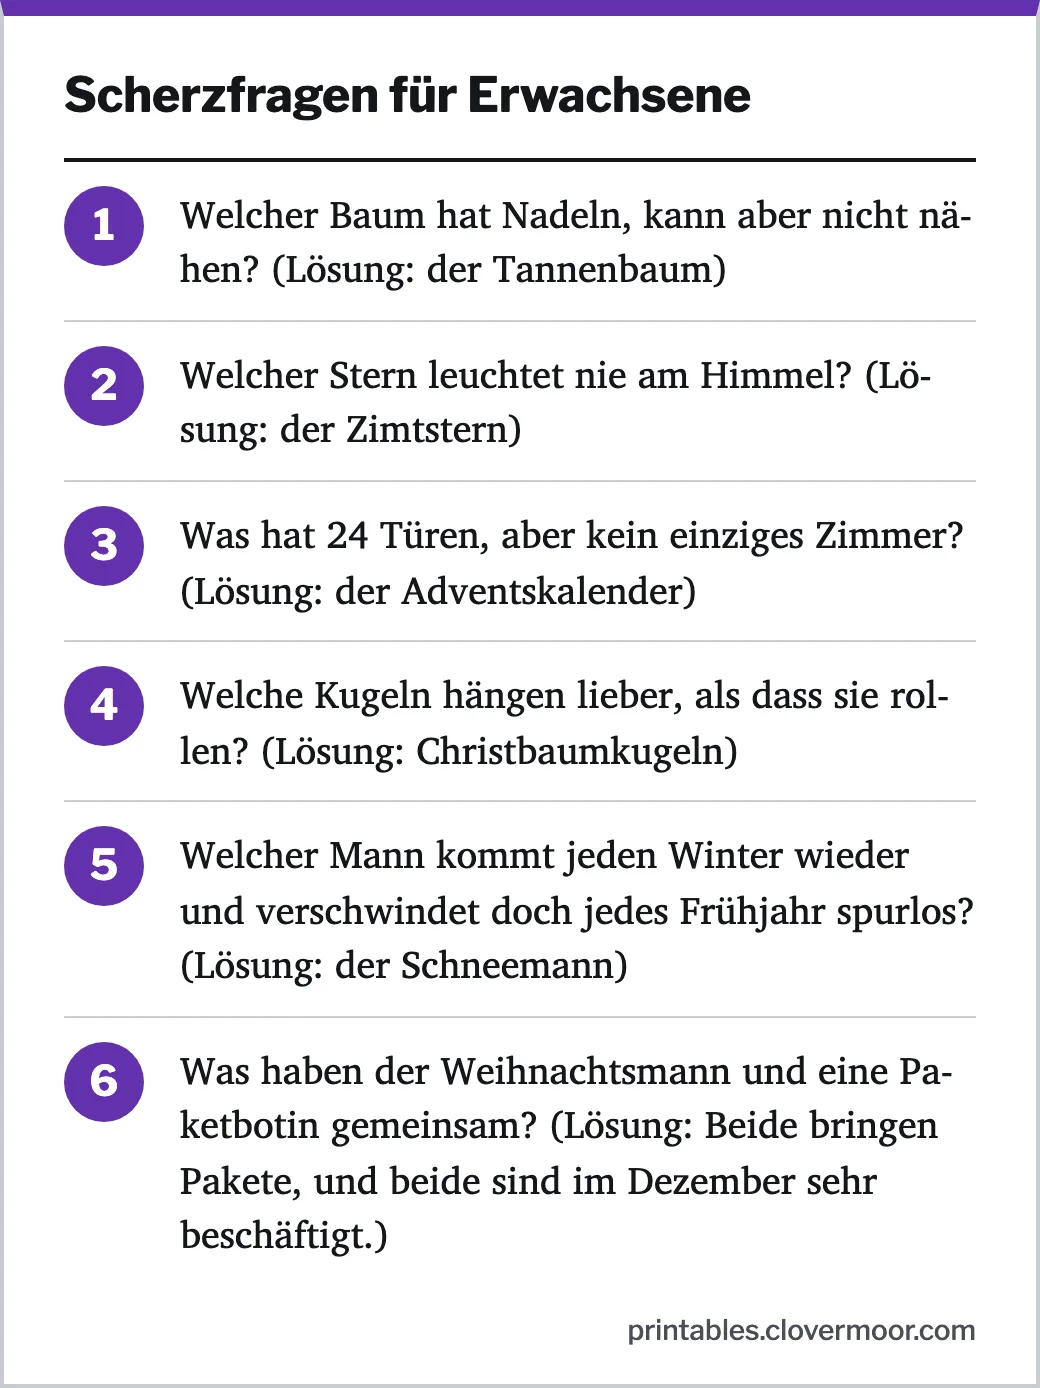 Scherzfragen für Erwachsene
1
Welcher Baum hat Nadeln, kann aber nicht nä-
hen? (Lösung: der Tannenbaum)
2
Welcher Stern leuchtet nie am Himmel? (Lö-
sung: der Zimtstern)
3
Was hat 24 Türen, aber kein einziges Zimmer?
(Lösung: der Adventskalender)
4
Welche Kugeln hängen lieber, als dass sie rol-
len? (Lösung: Christbaumkugeln)
5
Welcher Mann kommt jeden Winter wieder
und verschwindet doch jedes Frühjahr spurlos?
(Lösung: der Schneemann)
6
Was haben der Weihnachtsmann und eine Pa-
ketbotin gemeinsam? (Lösung: Beide bringen
Pakete, und beide sind im Dezember sehr
beschäftigt.)
printables.clovermoor.com